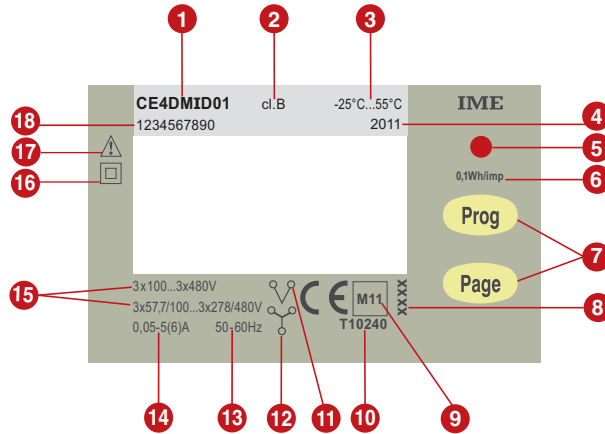 1 2 3
CE4DMID01 cl.B -25°C...55°C IME
18 1234567890 2011 4
17 5
16 0,1Wh/imp 6
Prog
7
Page
15 3x100...3x480V
3x57,7/100...3x278/480V
0,05-5(6)A 50-60Hz
CE M11 XXXX 8
T10240
14 13 12 11 10 9